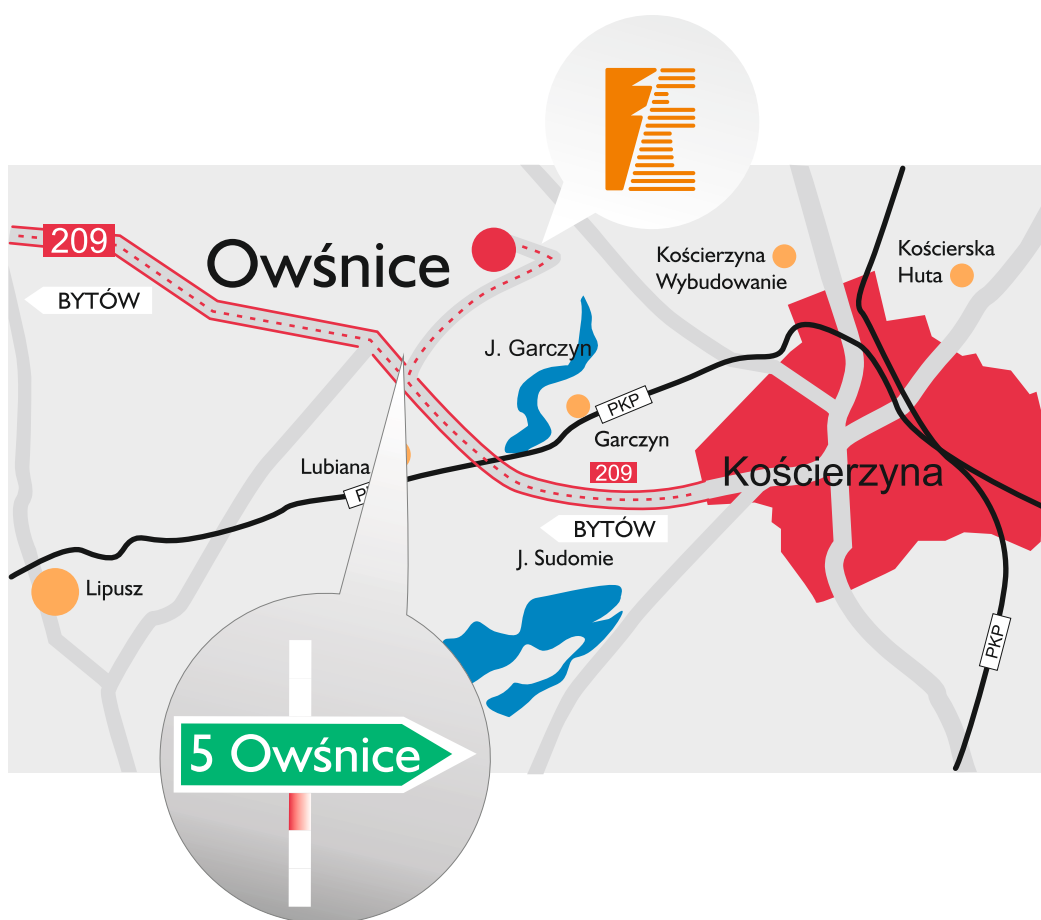 209
Owśnice
BYTÓW
Kościerzyna
Wybudowanie
Kościerska
Huta
J. Garczyn
PKP
Garczyn
Lubiana
209
Kościerzyna
BYTÓW
J. Sudomie
Lipusz
PKP
5 Owśnice